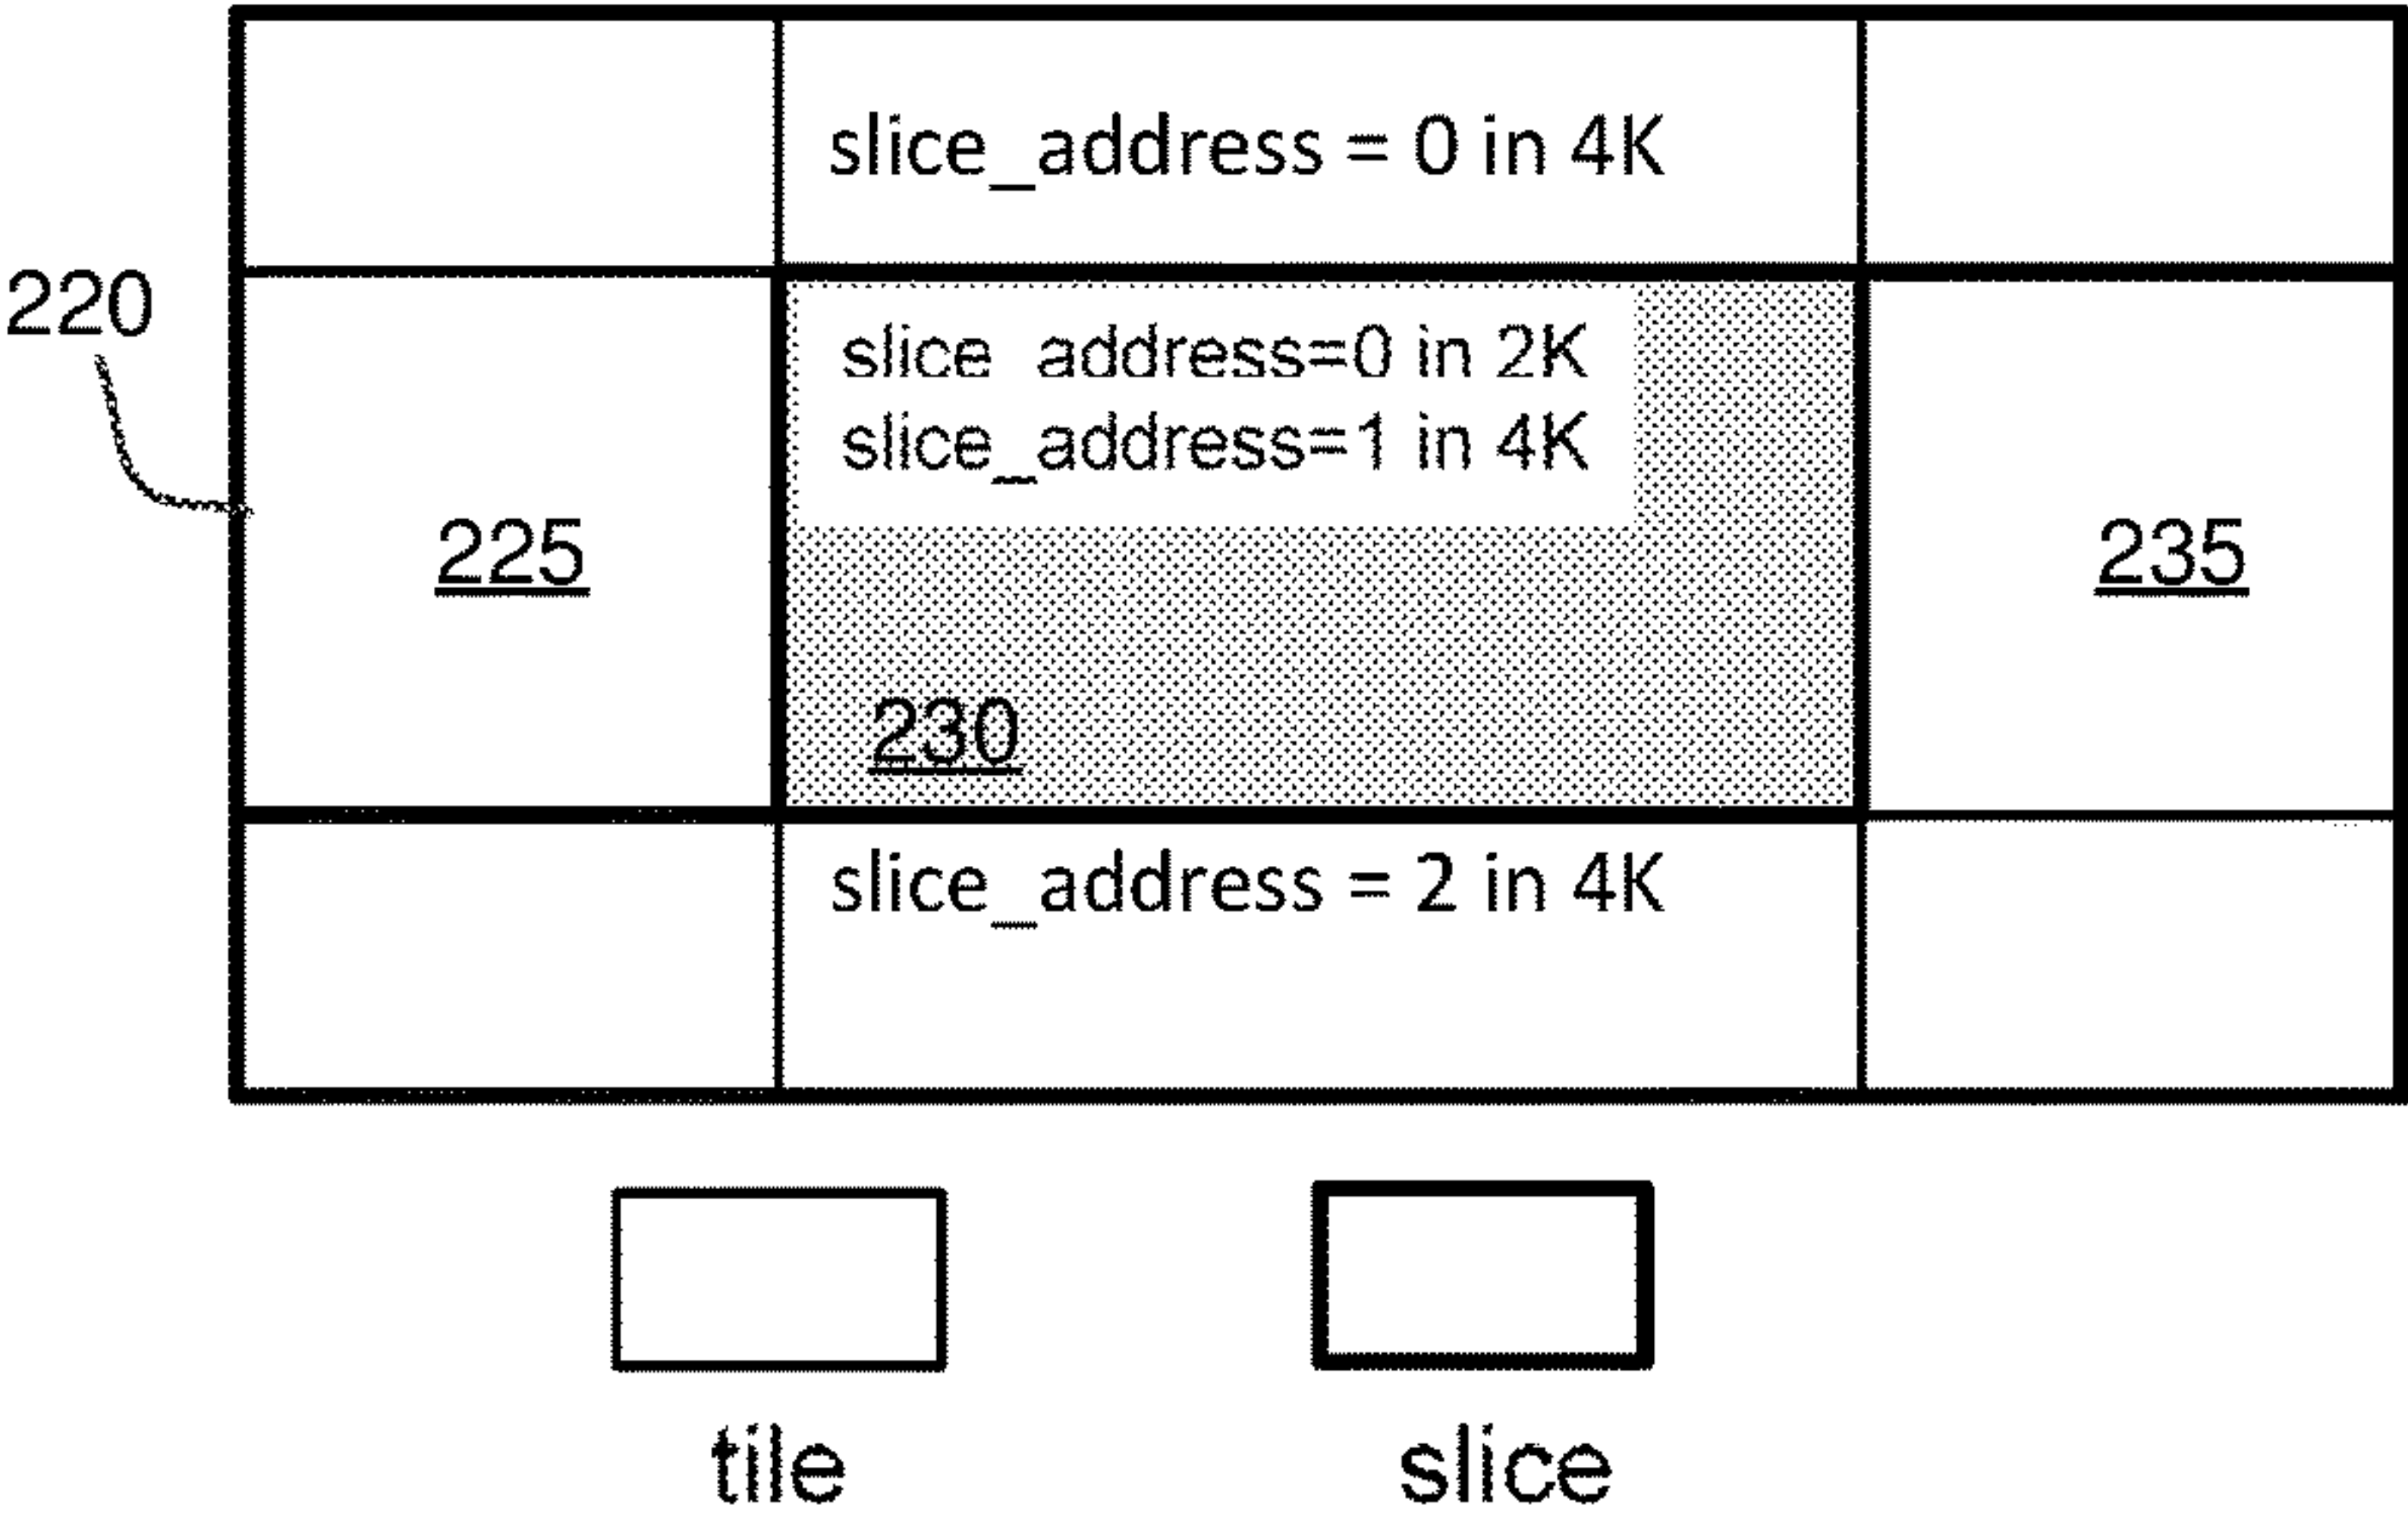 slice_address = 0 in 4K
220
slice_address=0 in 2K
slice_address=1 in 4K
225
235
230
slice_address = 2 in 4K
tile
slice